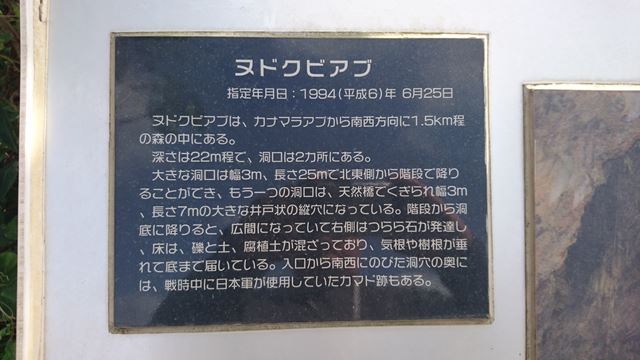 ヌドクビアブ
指定年月日：1994(平成6)年 6月25日
ヌドクビアブは、カナマラアブから南西方向に1.5km程
の森の中にある。
深さは22m程で、洞口は2カ所にある。
大きな洞口は幅3m、長さ25mで北東側から階段で降り
ることができ、もう一つの洞口は、天然橋でくぎられ幅3m
、長さ7mの大きな井戸状の縦穴になっている。階段から洞
底に降りると、広間になっていて右側はつらら石が発達し
、床は、礫と土、腐植土が混ざっており、気根や樹根が垂
れて底まで届いている。入口から南西にのびた洞穴の奥に
は、戦時中に日本軍が使用していたカマド跡もある。